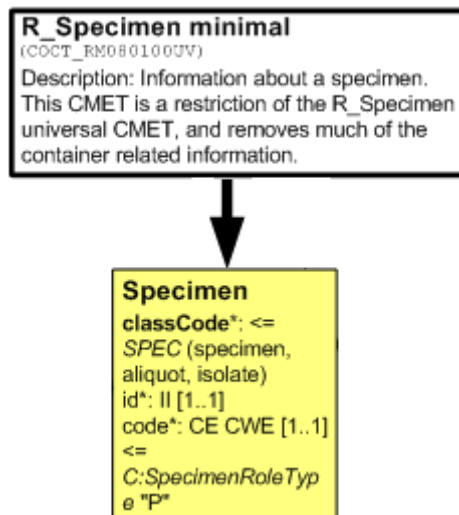 R_Specimen minimal
(COCT_RM080100UV)
Description: Information about a specimen.
This CMET is a restriction of the R_Specimen
universal CMET, and removes much of the
container related information.
Specimen
classCode*: <=
SPEC (specimen,
aliquot, isolate)
id*: II [1..1]
code*: CE CWE [1..1]
<=
C:SpecimenRoleTyp
e "P"